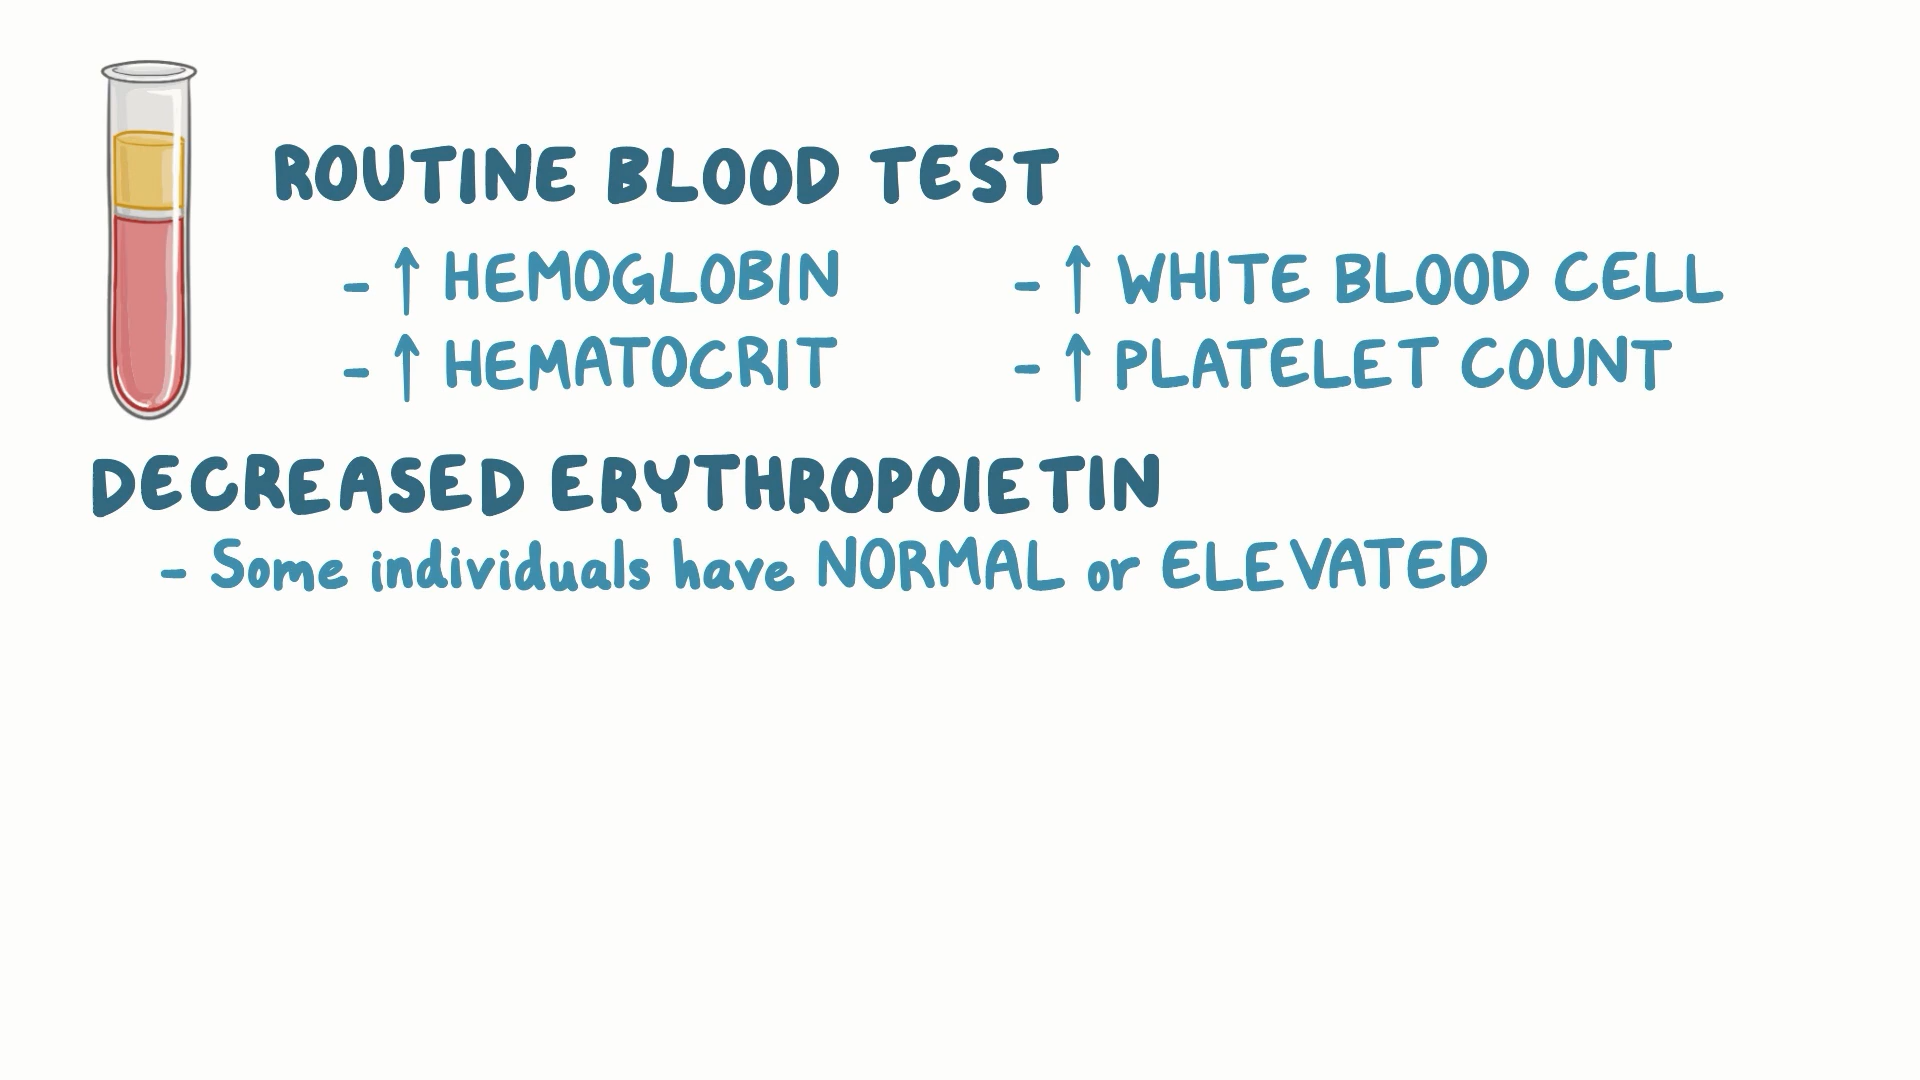 ROUTINE BLOOD TEST
- ↑ HEMOGLOBIN
- ↑ HEMATOCRIT
- ↑ WHITE BLOOD CELL
- ↑ PLATELET COUNT
DECREASED ERYTHROPOIETIN
- Some individuals have NORMAL or ELEVATED